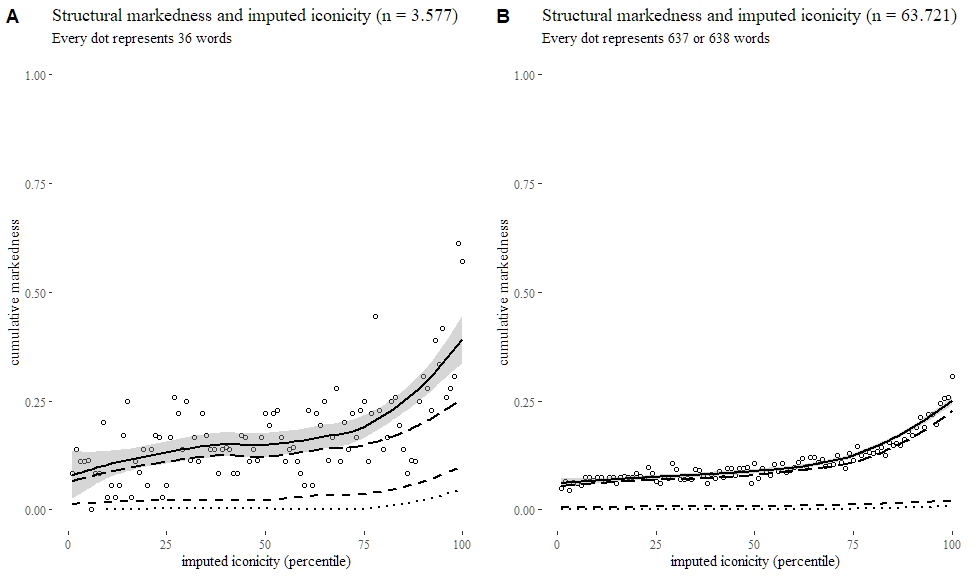 A
Structural markedness and imputed iconicity (n = 3.577)
Every dot represents 36 words
1.00
0.75
0.50
0.25
0.00
cumulative markedness
0
25
50
75
100
imputed iconicity (percentile)
B
Structural markedness and imputed iconicity (n = 63.721)
Every dot represents 637 or 638 words
1.00
0.75
0.50
0.25
0.00
cumulative markedness
0
25
50
75
100
imputed iconicity (percentile)